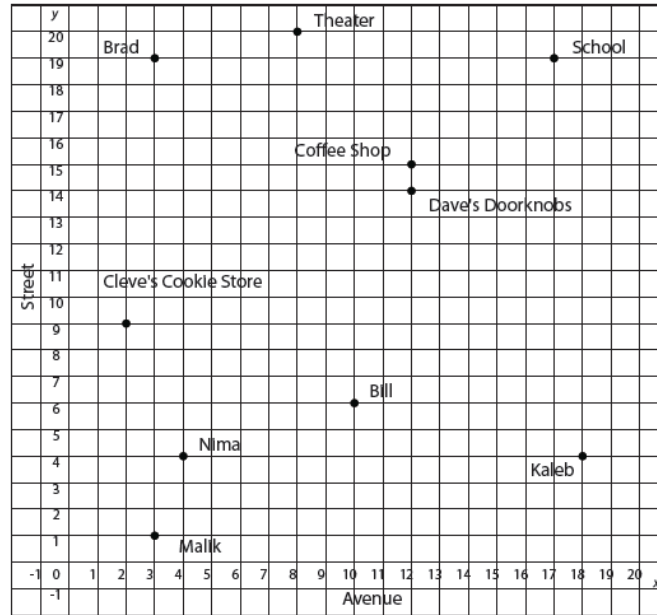 y
Theater
20
Brad
School
19
18
17
16
Coffee Shop
15
14
Dave's Doorknobs
13
12
11
Street
Cleve's Cookie Store
10
9
8
7
Bill
6
5
Nima
4
Kaleb
3
2
1
Malik
-1 0 1 2 3 4 5 6 7 8 9 10 11 12 13 14 15 16 17 18 19 20 x
-1
Avenue